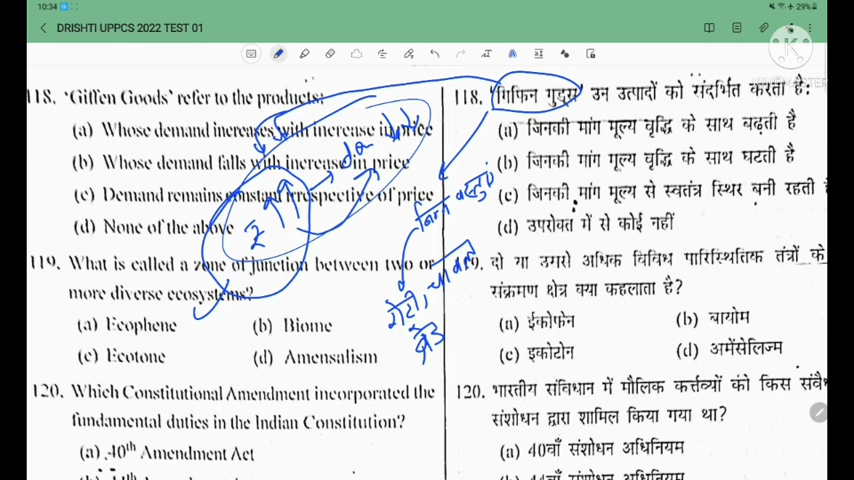 10:34
29%
DRISHTI UPPCS 2022 TEST 01
118. 'Giffen Goods' refer to the products:
(a) Whose demand increases with increase in price
(b) Whose demand falls with increase in price
(c) Demand remains constant irrespective of price
(d) None of the above
119. What is called a zone of junction between two or
more diverse ecosystems?
(a) Ecophene (b) Biome
(c) Ecotone (d) Amensalism
120. Which Constitutional Amendment incorporated the
fundamental duties in the Indian Constitution?
(a) 40th Amendment Act
118. 'गिफिन गुड्स' उन उत्पादों को संदर्भित करता है:
(a) जिनकी मांग मूल्य वृद्धि के साथ बढ़ती है
(b) जिनकी मांग मूल्य वृद्धि के साथ घटती है
(c) जिनकी मांग मूल्य से स्वतंत्र स्थिर बनी रहती
(d) उपरोक्त में से कोई नहीं
दो या उससे अधिक विविध पारिस्थितिक तंत्रों के
संक्रमण क्षेत्र क्या कहलाता है?
(a) ईकोफेन (b) बायोम
(c) इकोटोन (d) अमेंसेलिज्म
120. भारतीय संविधान में मौलिक कर्त्तव्यों को किस
संशोधन द्वारा शामिल किया गया था?
(a) 40वाँ संशोधन अधिनियम